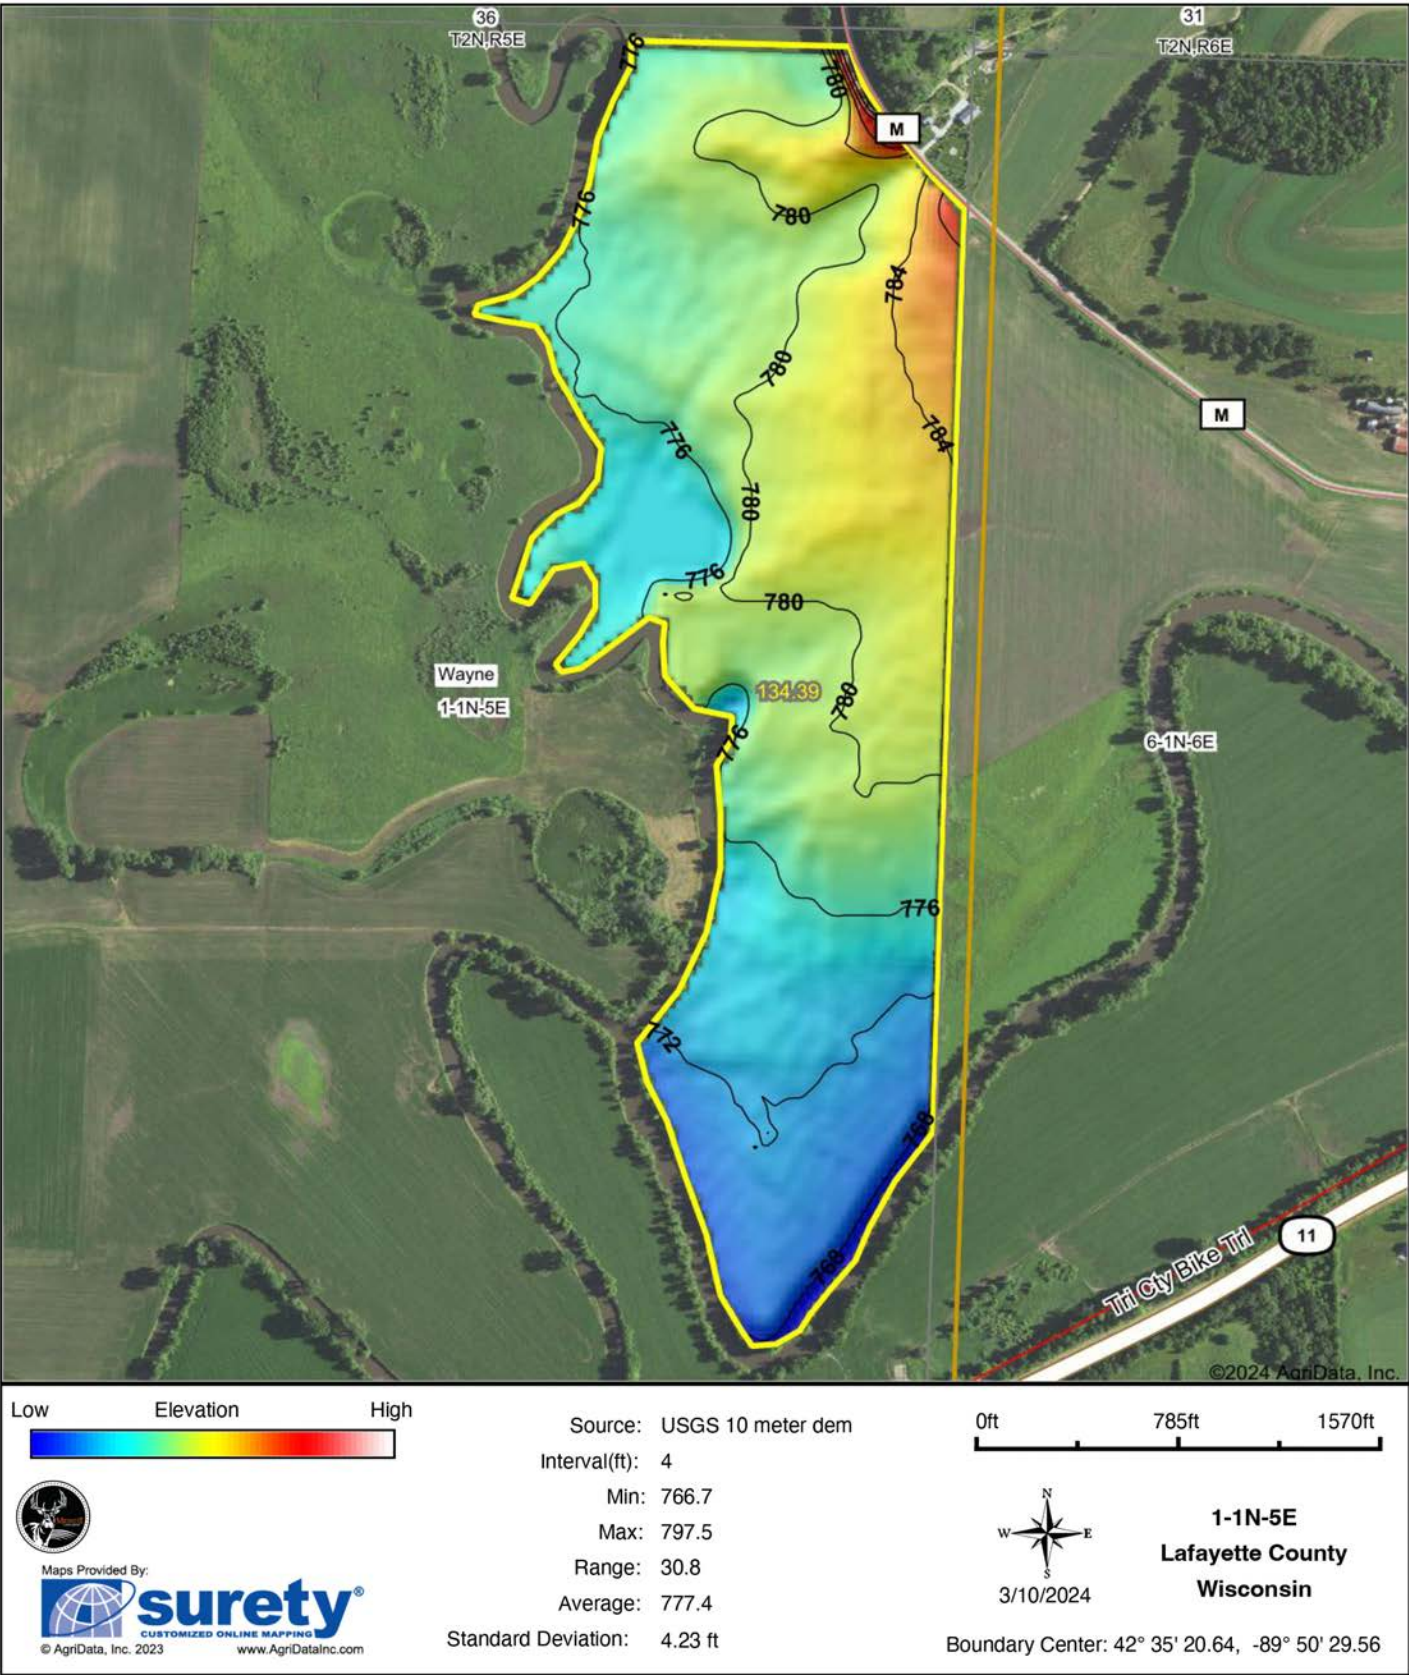 36
T2N,R5E
31
T2N,R6E
776
780
M
776
780
784
780
M
784
776
780
776
780
Wayne
1-1N-5E
134.39
780
776
6-1N-6E
776
772
768
768
Tri Cty Bike Trl
11
©2024 AgriData, Inc.
Low Elevation High
Source: USGS 10 meter dem
Interval(ft): 4
Min: 766.7
Max: 797.5
Range: 30.8
Average: 777.4
Standard Deviation: 4.23 ft
0ft 785ft 1570ft
N
W E
S
3/10/2024
1-1N-5E
Lafayette County
Wisconsin
Boundary Center: 42° 35' 20.64, -89° 50' 29.56
Maps Provided By:
surety®
CUSTOMIZED ONLINE MAPPING
© AgriData, Inc. 2023 www.AgriDataInc.com